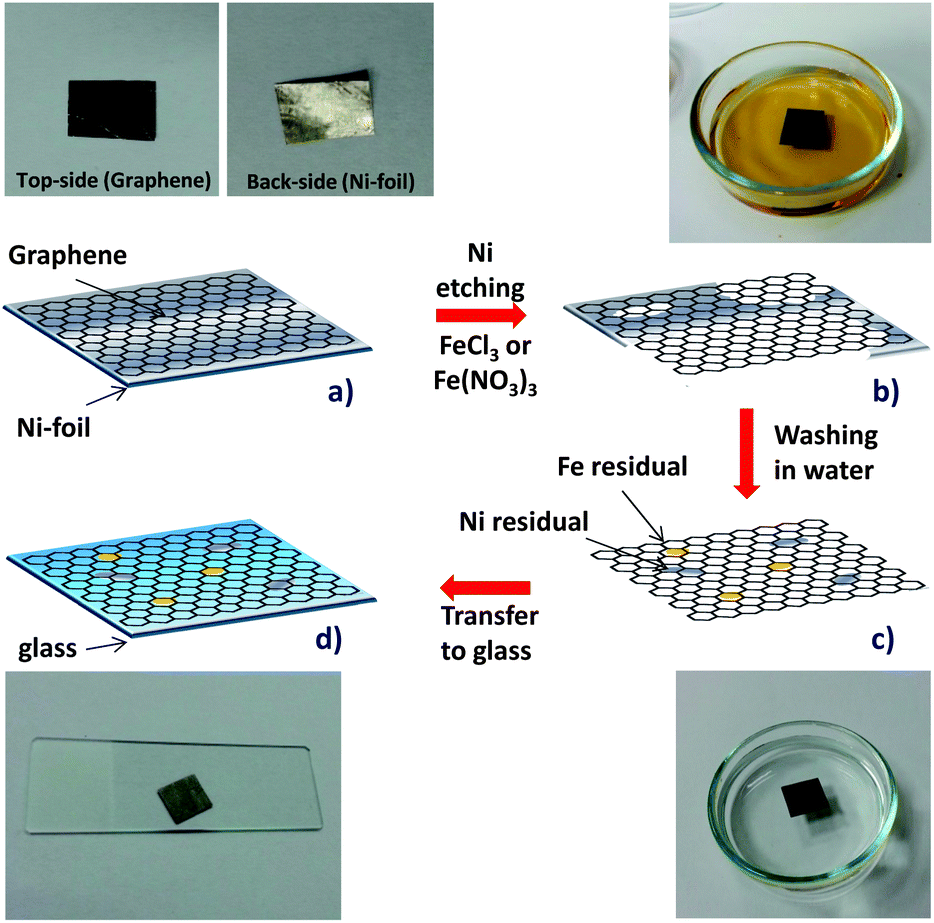 Top-side (Graphene)
Back-side (Ni-foil)
Graphene
Ni-foil
a)
Ni
etching
FeCl₃ or
Fe(NO₃)₃
b)
Washing
in water
Fe residual
Ni residual
c)
Transfer
to glass
glass
d)